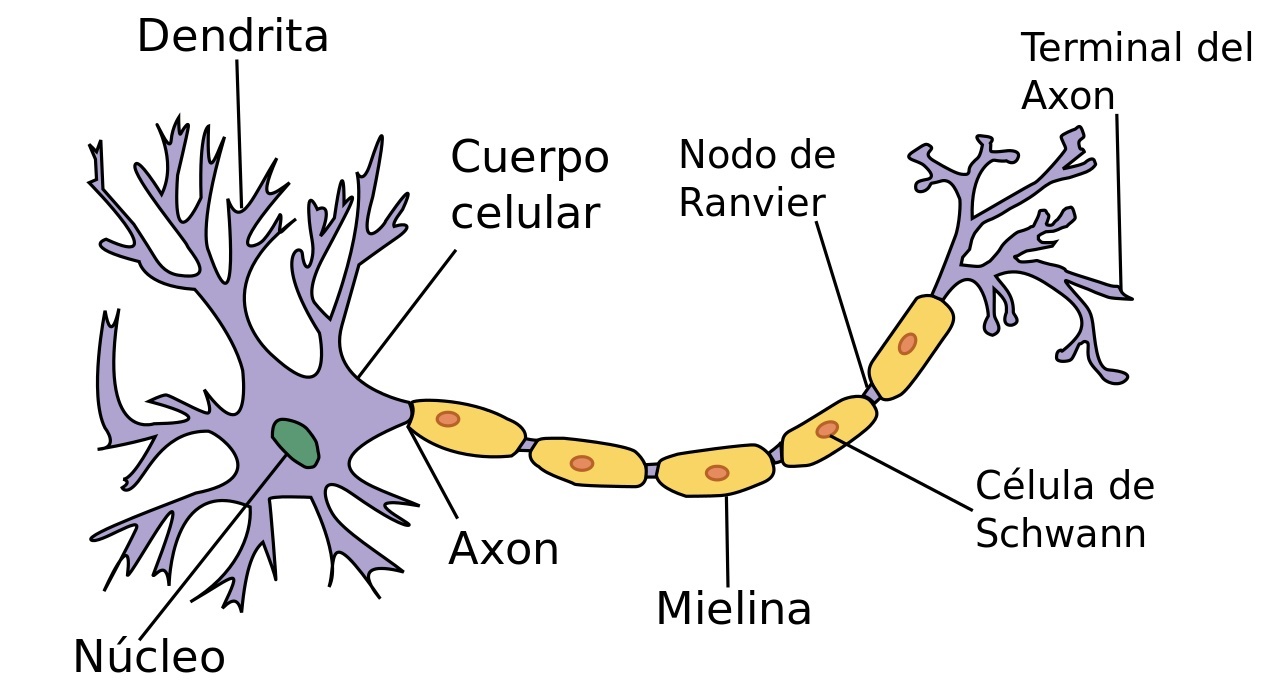 Dendrita
Terminal del
Axon
Cuerpo
celular
Nodo de
Ranvier
Célula de
Schwann
Axon
Mielina
Núcleo